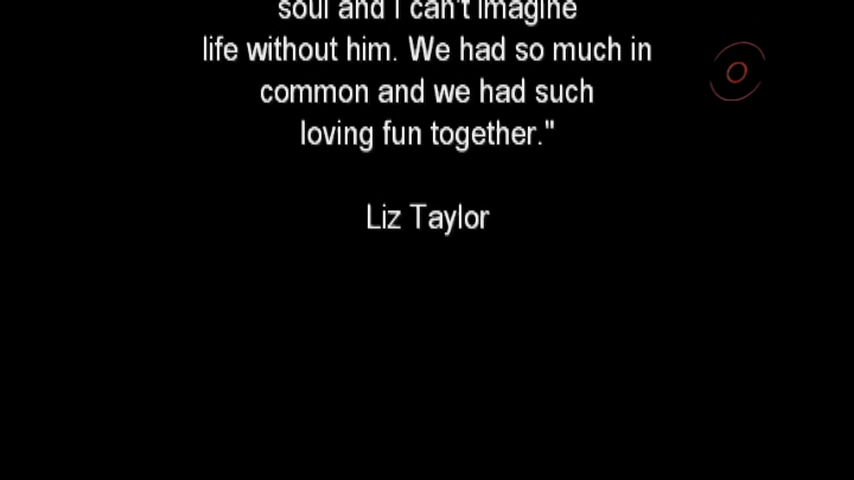 soul and I can't imagine
life without him. We had so much in
common and we had such
loving fun together."
Liz Taylor